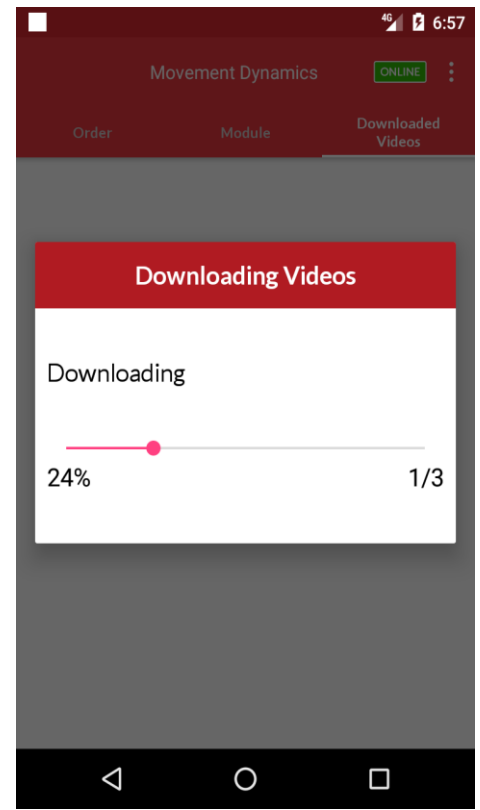 4G 6:57
Movement Dynamics ONLINE
Order Module Downloaded
Videos
Downloading Videos
Downloading
24% 1/3